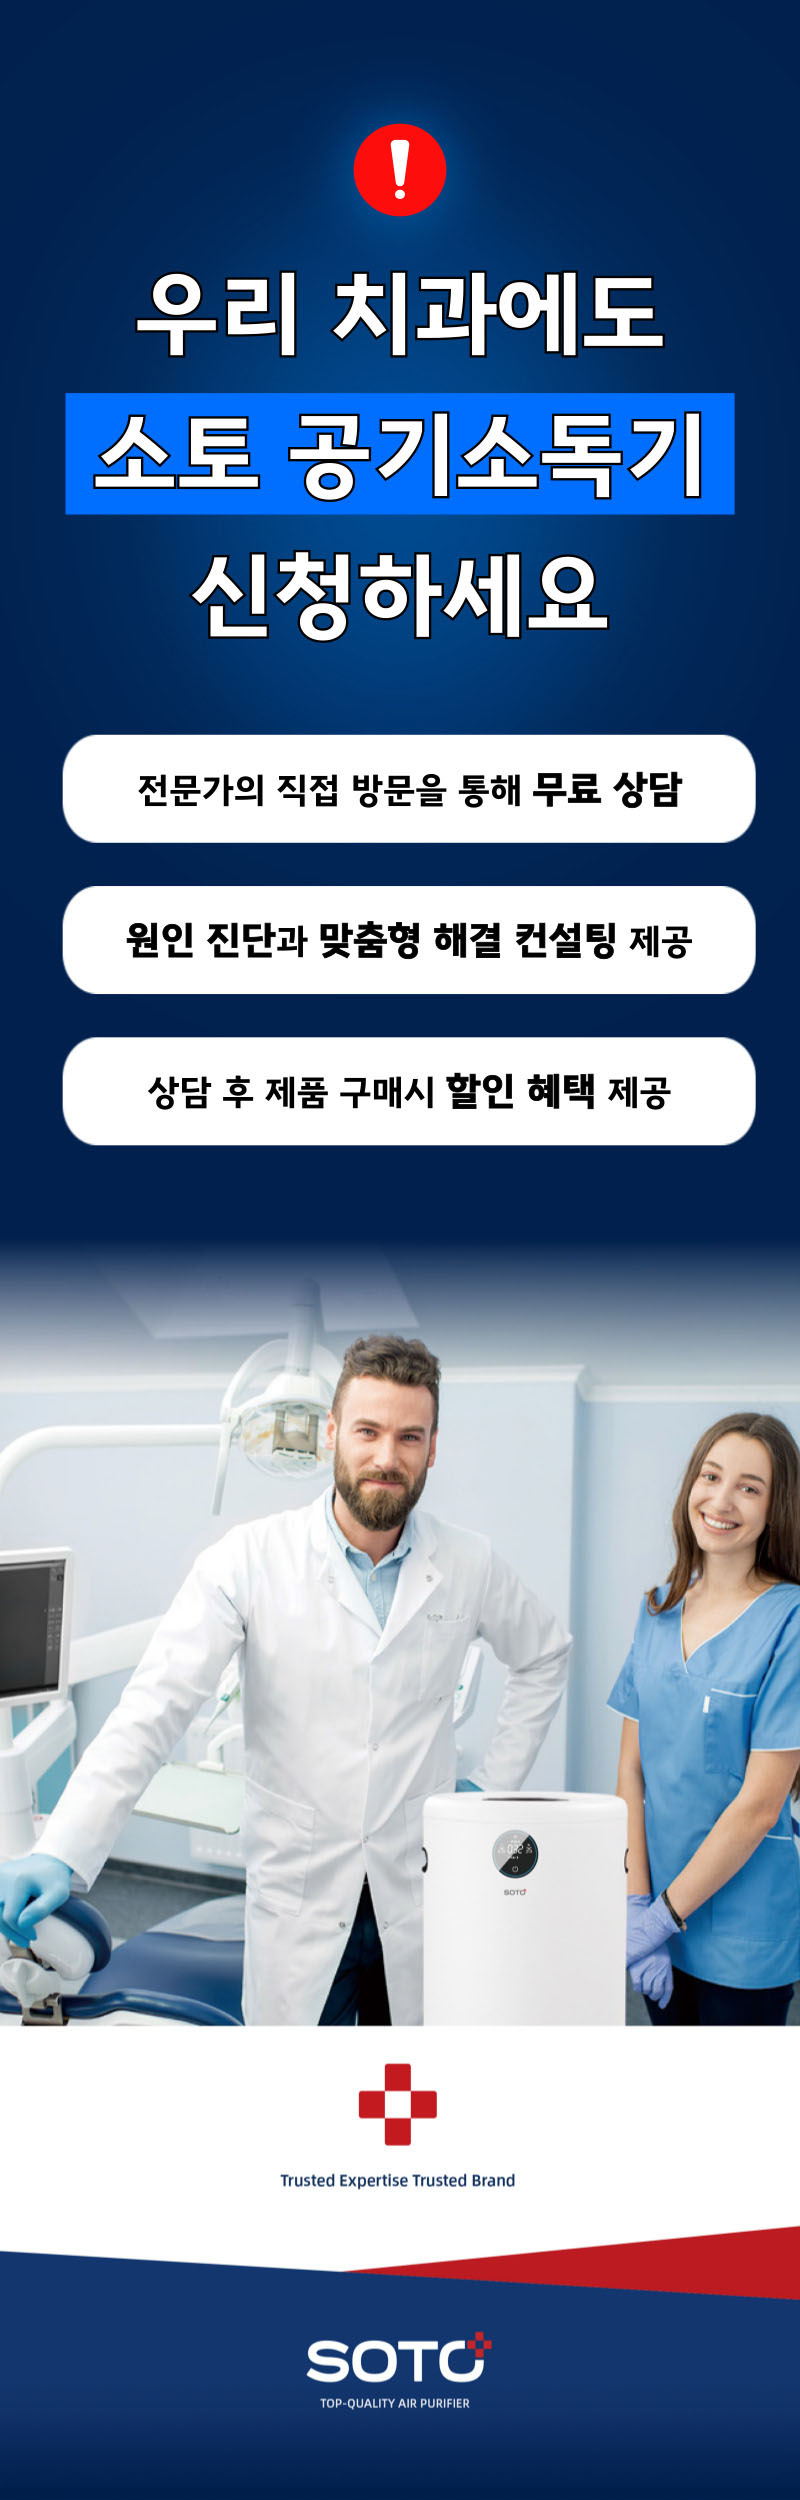 !
우리 치과에도
소토 공기소독기
신청하세요
전문가의 직접 방문을 통해 무료 상담
원인 진단과 맞춤형 해결 컨설팅 제공
상담 후 제품 구매시 할인 혜택 제공
032
SOTO
Trusted Expertise Trusted Brand
SOTO
TOP-QUALITY AIR PURIFIER